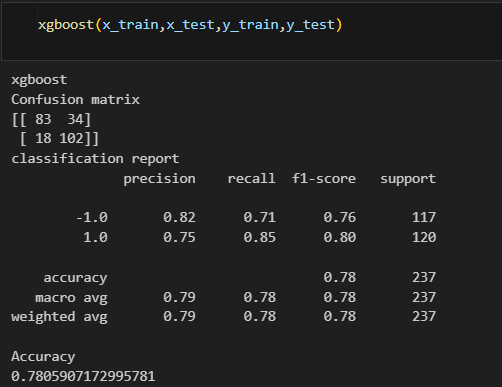 xgboost(x_train,x_test,y_train,y_test)
xgboost
Confusion matrix
[[ 83  34]
 [ 18 102]]
classification report
              precision    recall  f1-score   support

        -1.0       0.82      0.71      0.76       117
         1.0       0.75      0.85      0.80       120

    accuracy                           0.78       237
   macro avg       0.79      0.78      0.78       237
weighted avg       0.79      0.78      0.78       237

Accuracy
0.7805907172995781